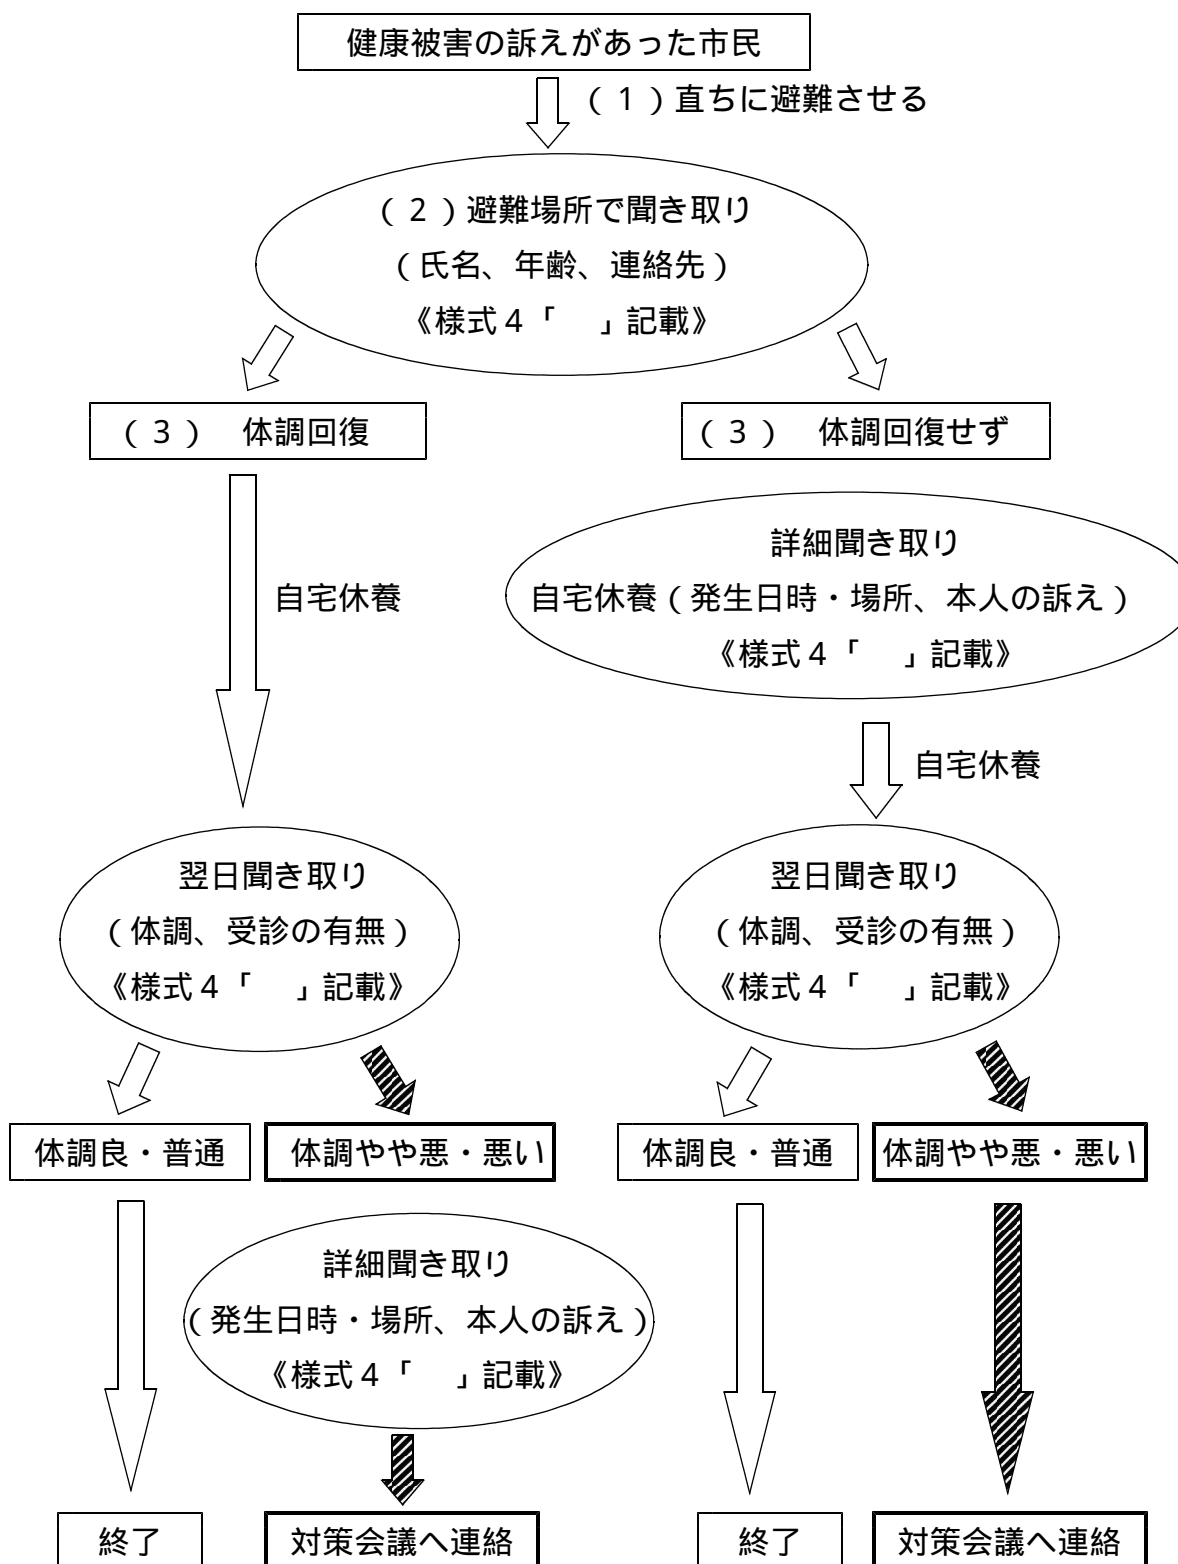 健康被害の訴えがあった市民
(1)直ちに避難させる
(2)避難場所で聞き取り
(氏名、年齢、連絡先)
《様式4「　」記載》
(3)　体調回復
(3)　体調回復せず
詳細聞き取り
自宅休養
自宅休養(発生日時・場所、本人の訴え)
《様式4「　」記載》
自宅休養
翌日聞き取り
(体調、受診の有無)
《様式4「　」記載》
翌日聞き取り
(体調、受診の有無)
《様式4「　」記載》
体調良・普通
体調やや悪・悪い
体調良・普通
体調やや悪・悪い
詳細聞き取り
(発生日時・場所、本人の訴え)
《様式4「　」記載》
終了
対策会議へ連絡
終了
対策会議へ連絡